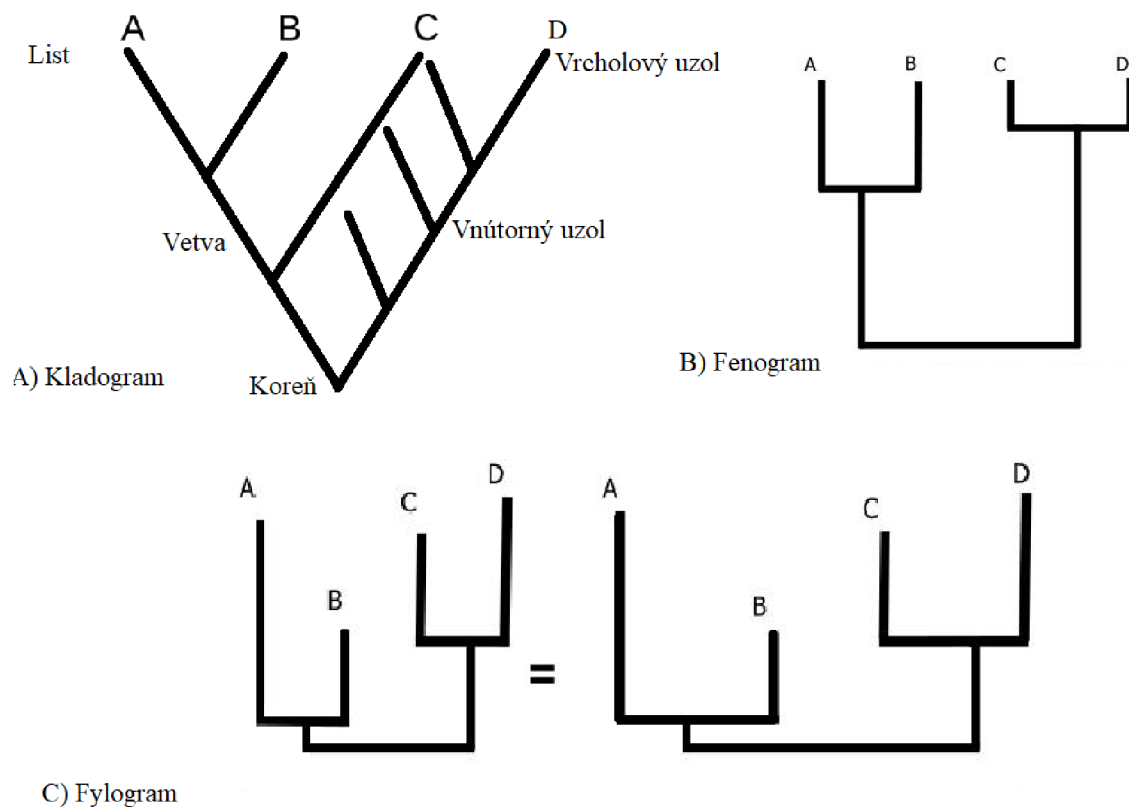 A B C D
List
Vrcholový uzol
Vetva
Vnútorný uzol
Koreň
A) Kladogram
A B C D
B) Fenogram
A B C D
=
A B C D
C) Fylogram